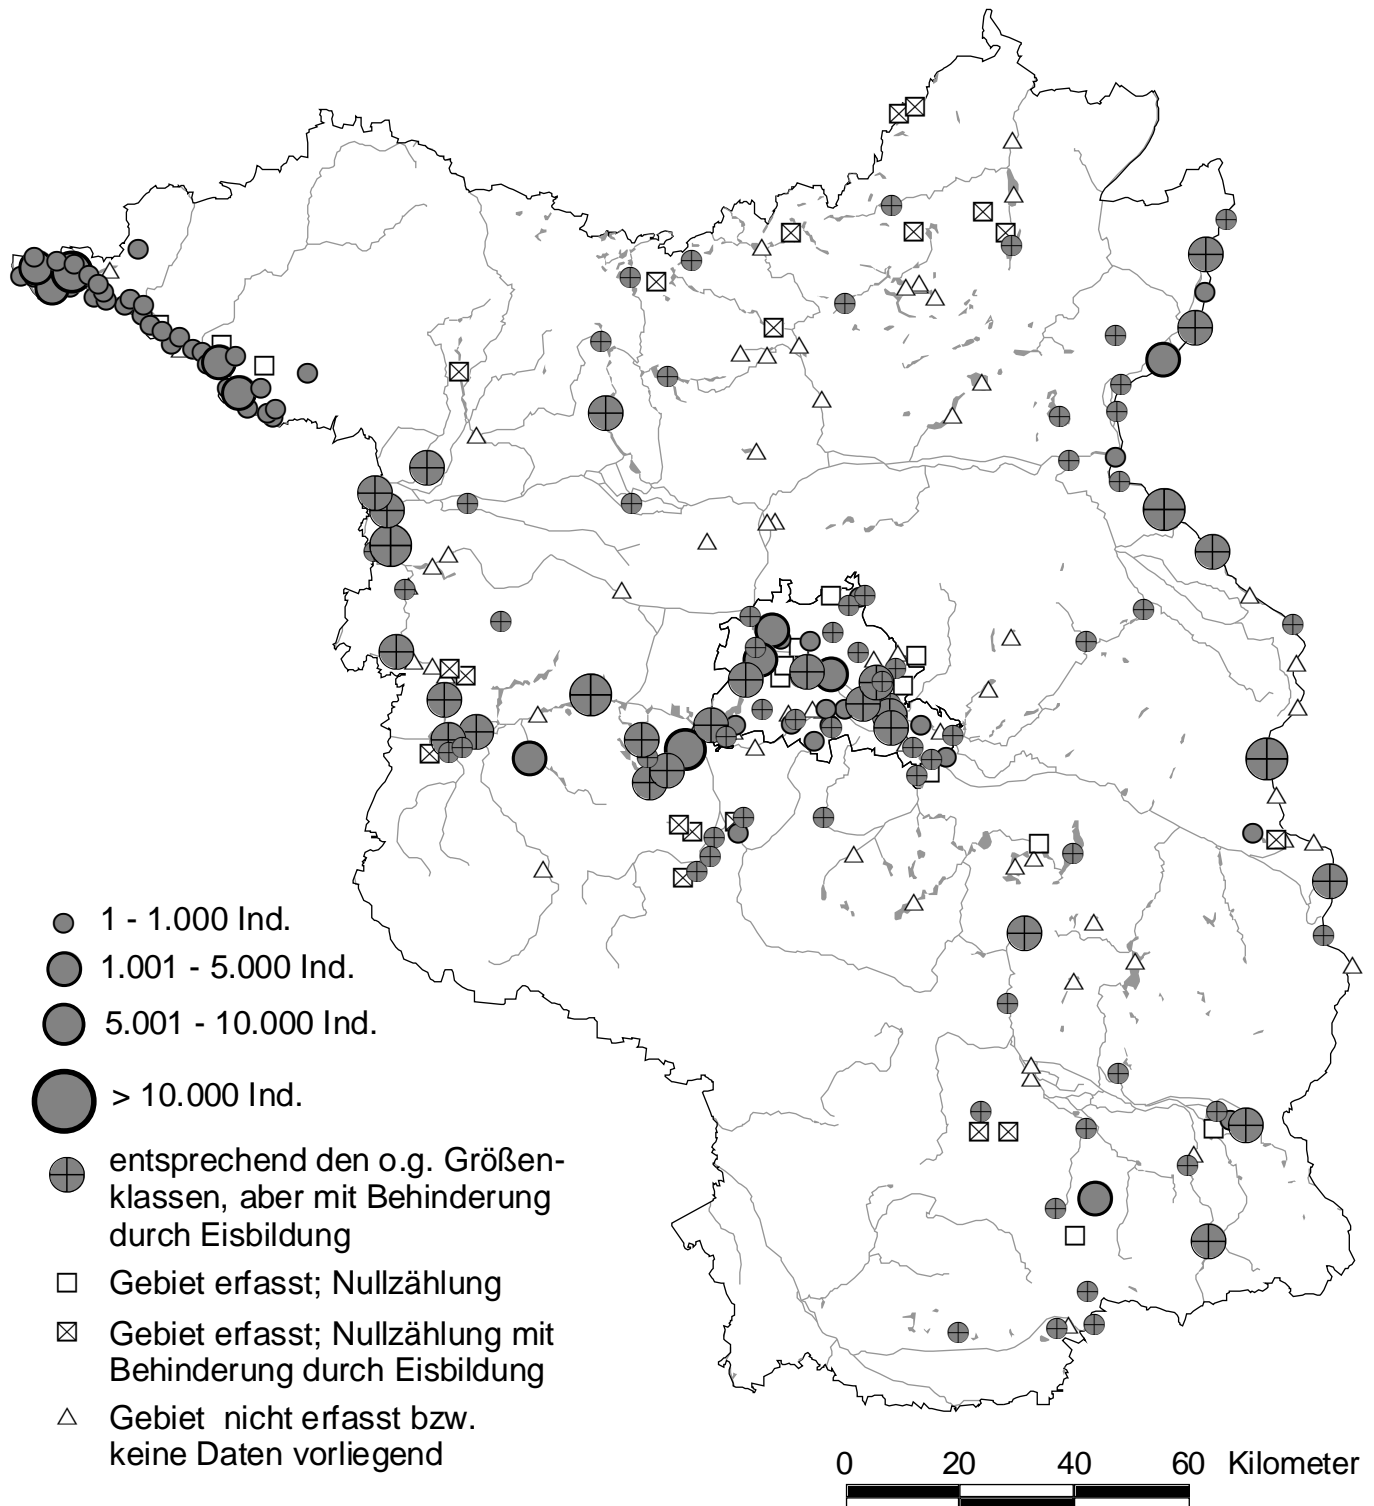 1 - 1.000 Ind.
1.001 - 5.000 Ind.
5.001 - 10.000 Ind.
> 10.000 Ind.
entsprechend den o.g. Größen-
klassen, aber mit Behinderung
durch Eisbildung
Gebiet erfasst; Nullzählung
Gebiet erfasst; Nullzählung mit
Behinderung durch Eisbildung
Gebiet nicht erfasst bzw.
keine Daten vorliegend
0 20 40 60 Kilometer